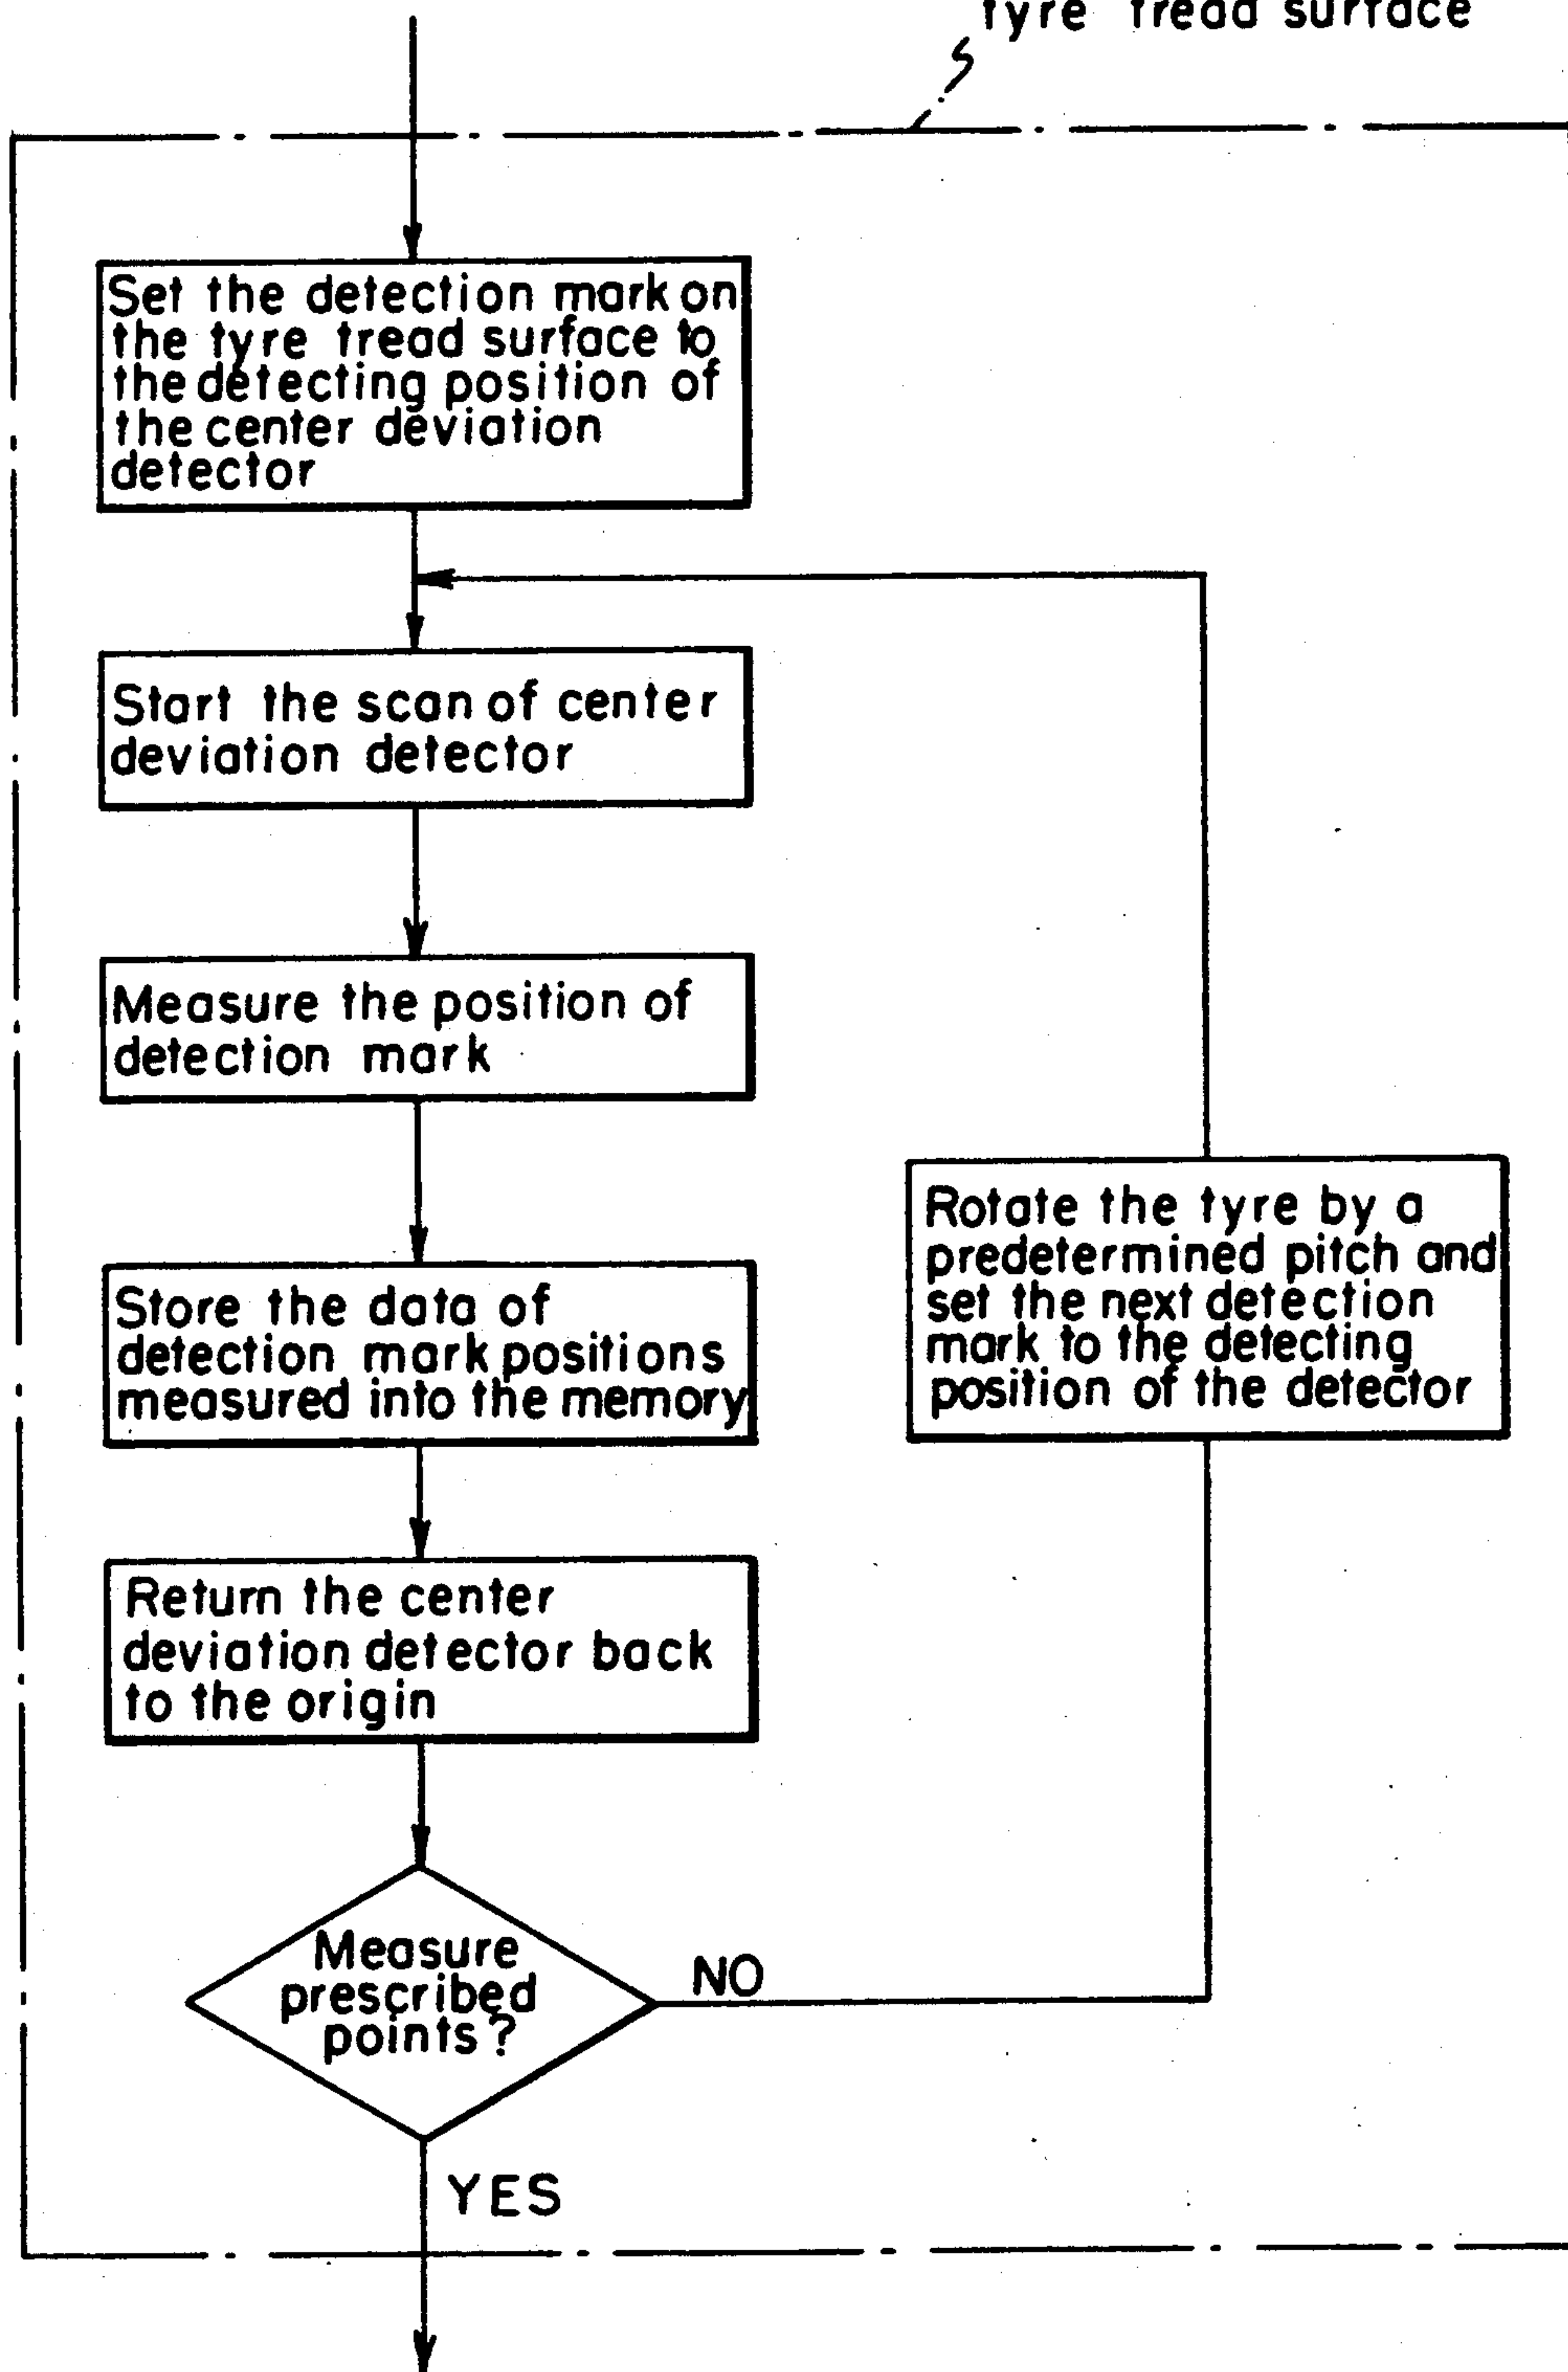 tyre tread surface
Set the detection mark on
the tyre tread surface to
the detecting position of
the center deviation
detector
Start the scan of center
deviation detector
Measure the position of
detection mark
Store the data of
detection mark positions
measured into the memory
Return the center
deviation detector back
to the origin
Measure
prescribed
points?
NO
Rotate the tyre by a
predetermined pitch and
set the next detection
mark to the detecting
position of the detector
YES